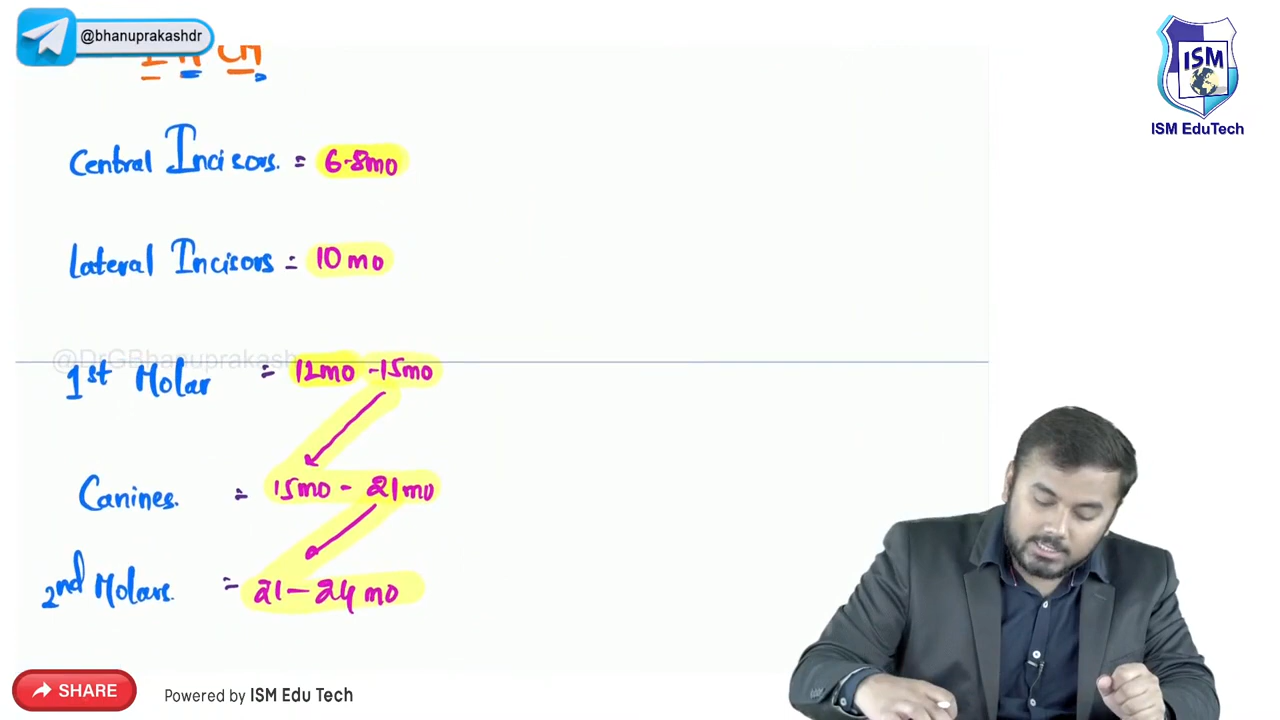 @bhanuprakashdr
ISM
ISM EduTech
Central Incisors. = 6-8mo
Lateral Incisors = 10 mo
@DrGBhanuprakash
1st Molar = 12mo - 15mo
Canines. = 15mo - 21mo
2nd Molars. = 21 - 24 mo
SHARE
Powered by ISM Edu Tech